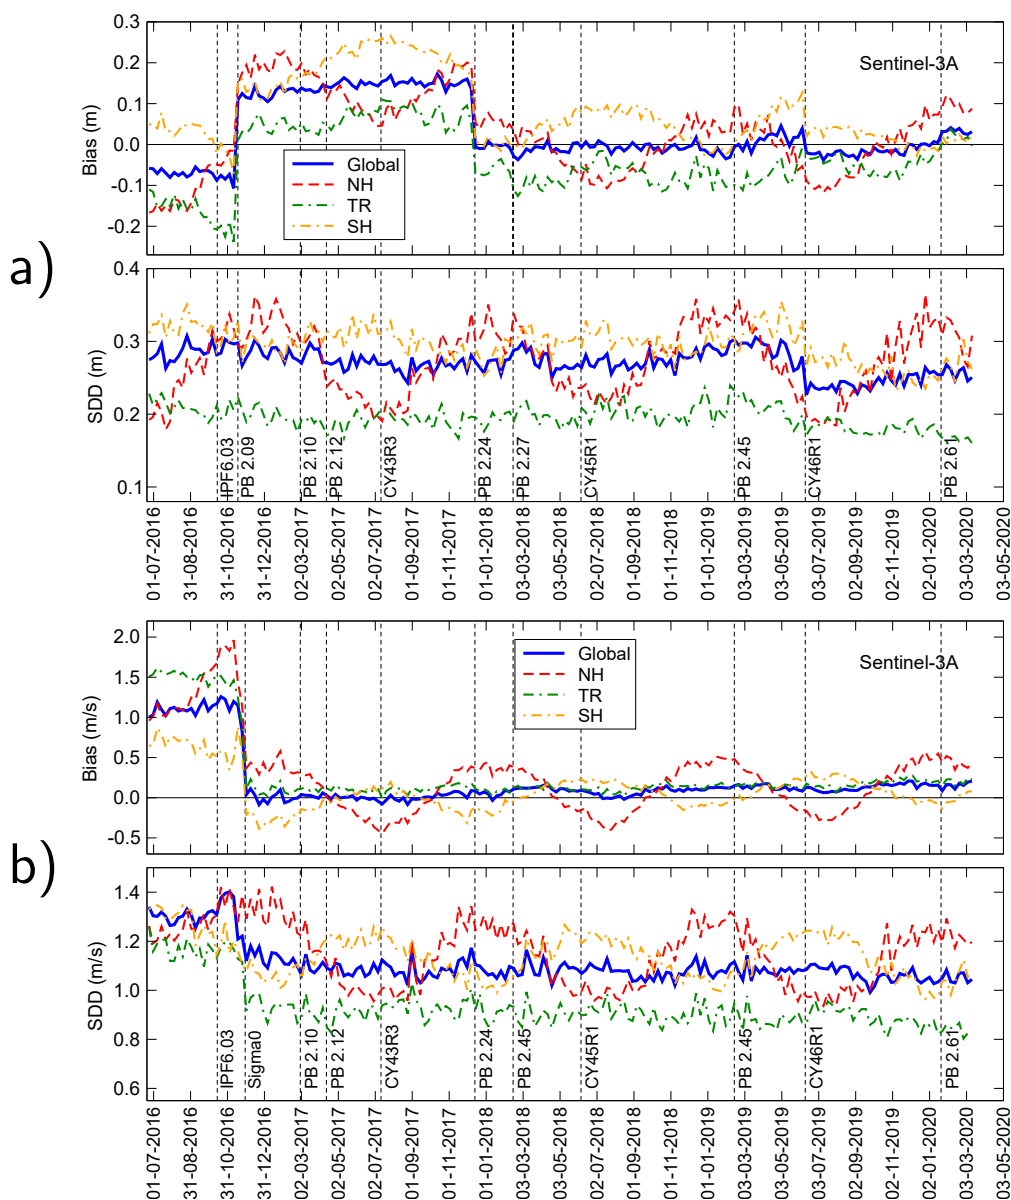 a)
0.3
0.2
0.1
0.0
-0.1
-0.2
Bias (m)
Sentinel-3A
Global
NH
TR
SH
0.4
0.3
0.2
0.1
SDD (m)
IPF6.03
PB 2.09
PB 2.10
PB 2.12
CY43R3
PB 2.24
PB 2.27
CY45R1
PB 2.45
CY46R1
PB 2.61
01-07-2016
31-08-2016
31-10-2016
31-12-2016
02-03-2017
02-05-2017
02-07-2017
01-09-2017
01-11-2017
01-01-2018
03-03-2018
03-05-2018
02-07-2018
01-09-2018
01-11-2018
01-01-2019
03-03-2019
03-05-2019
03-07-2019
02-09-2019
02-11-2019
01-02-2020
03-03-2020
03-05-2020
b)
2.0
1.5
1.0
0.5
0.0
-0.5
Bias (m/s)
Sentinel-3A
Global
NH
TR
SH
1.4
1.2
1.0
0.8
0.6
SDD (m/s)
IPF6.03
Sigma0
PB 2.10
PB 2.12
CY43R3
PB 2.24
PB 2.45
CY45R1
PB 2.45
CY46R1
PB 2.61
01-07-2016
31-08-2016
31-10-2016
31-12-2016
02-03-2017
02-05-2017
02-07-2017
01-09-2017
01-11-2017
01-01-2018
03-03-2018
03-05-2018
02-07-2018
01-09-2018
01-11-2018
01-01-2019
03-03-2019
03-05-2019
03-07-2019
02-09-2019
02-11-2019
01-02-2020
03-03-2020
03-05-2020